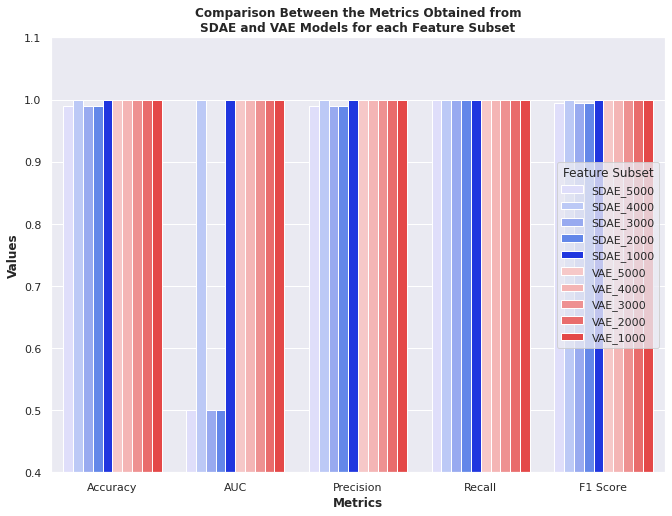 Comparison Between the Metrics Obtained from
SDAE and VAE Models for each Feature Subset
1.1
1.0
0.9
0.8
0.7
0.6
0.5
0.4
Values
Feature Subset
SDAE_5000
SDAE_4000
SDAE_3000
SDAE_2000
SDAE_1000
VAE_5000
VAE_4000
VAE_3000
VAE_2000
VAE_1000
Accuracy
AUC
Precision
Recall
F1 Score
Metrics